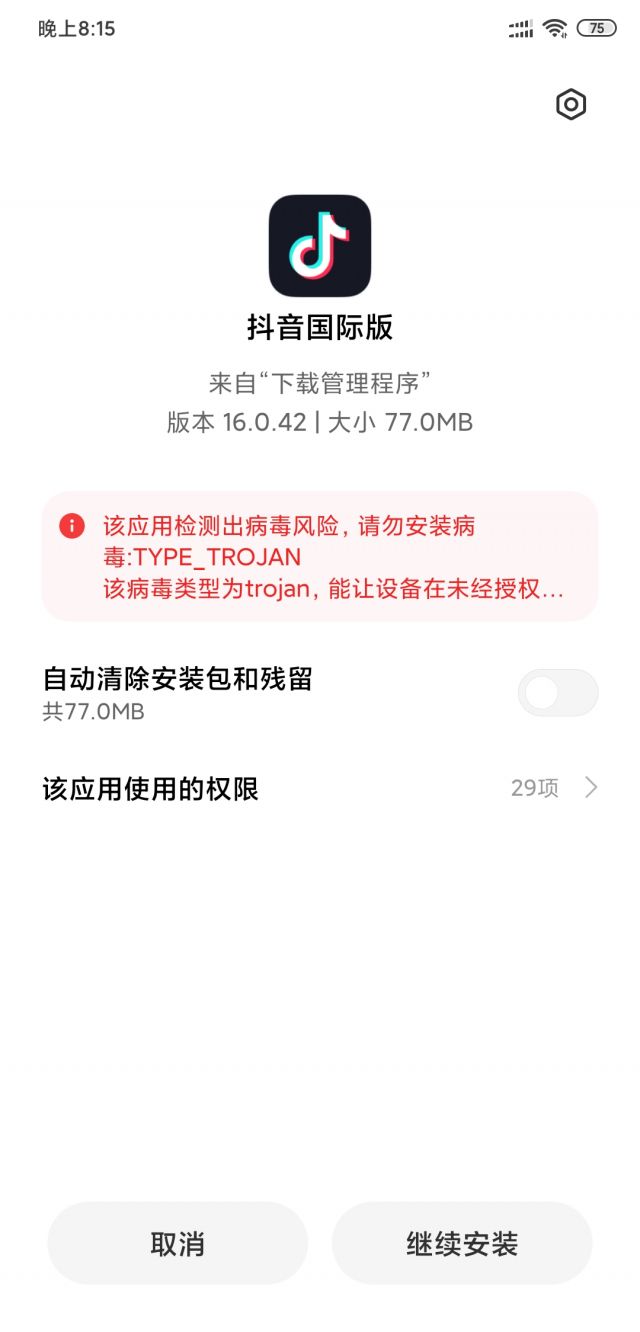 晚上8:15
75
抖音国际版
来自“下载管理程序”
版本 16.0.42 | 大小 77.0MB
该应用检测出病毒风险，请勿安装病
毒:TYPE_TROJAN
该病毒类型为trojan，能让设备在未经授权...
自动清除安装包和残留
共77.0MB
该应用使用的权限
29项
取消
继续安装